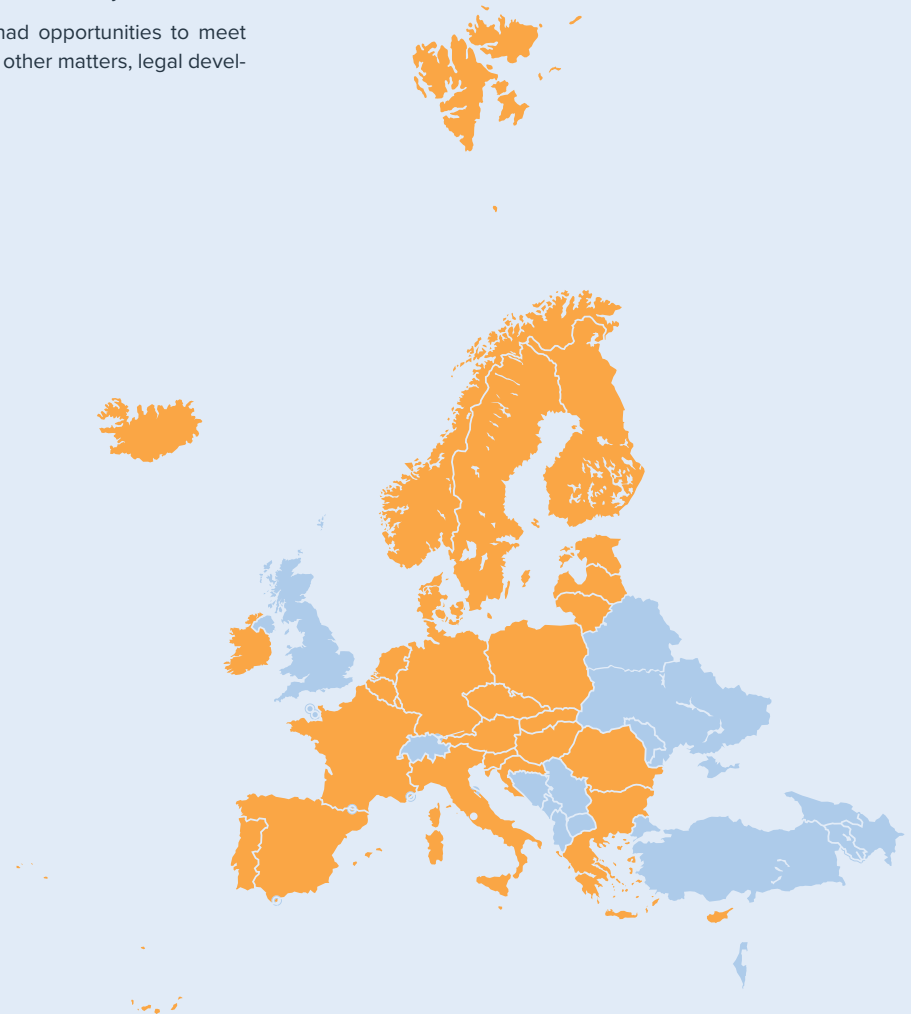 had opportunities to meet
other matters, legal devel-